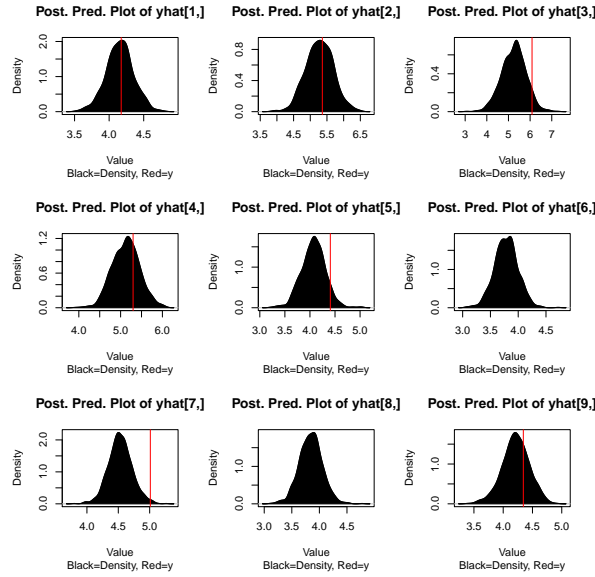 Post. Pred. Plot of yhat[1,]
Density
0.0 1.0 2.0
3.5 4.0 4.5
Value
Black=Density, Red=y
Post. Pred. Plot of yhat[2,]
Density
0.0 0.4 0.8
3.5 4.5 5.5 6.5
Value
Black=Density, Red=y
Post. Pred. Plot of yhat[3,]
Density
0.0 0.4
3 4 5 6 7
Value
Black=Density, Red=y
Post. Pred. Plot of yhat[4,]
Density
0.0 0.6 1.2
4.0 5.0 6.0
Value
Black=Density, Red=y
Post. Pred. Plot of yhat[5,]
Density
0.0 1.0
3.0 3.5 4.0 4.5 5.0
Value
Black=Density, Red=y
Post. Pred. Plot of yhat[6,]
Density
0.0 1.0
3.0 3.5 4.0 4.5
Value
Black=Density, Red=y
Post. Pred. Plot of yhat[7,]
Density
0.0 1.0 2.0
4.0 4.5 5.0
Value
Black=Density, Red=y
Post. Pred. Plot of yhat[8,]
Density
0.0 1.0
3.0 3.5 4.0 4.5
Value
Black=Density, Red=y
Post. Pred. Plot of yhat[9,]
Density
0.0 1.0
3.5 4.0 4.5 5.0
Value
Black=Density, Red=y